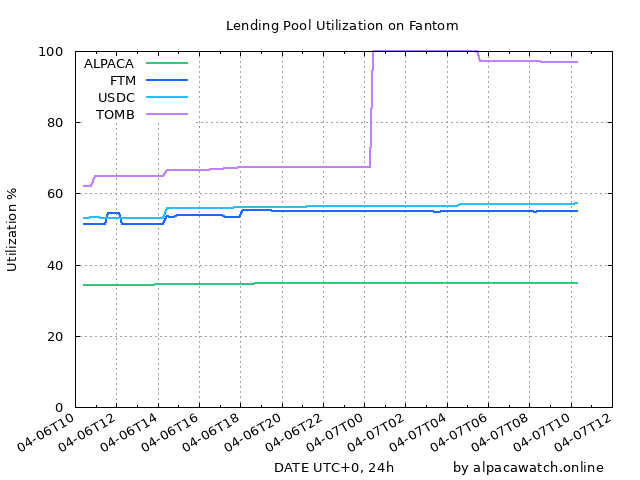 Lending Pool Utilization on Fantom
100
80
60
40
20
0
Utilization %
ALPACA
FTM
USDC
TOMB
04-06T10
04-06T12
04-06T14
04-06T16
04-06T18
04-06T20
04-06T22
04-07T00
04-07T02
04-07T04
04-07T06
04-07T08
04-07T10
04-07T12
DATE UTC+0, 24h
by alpacawatch.online